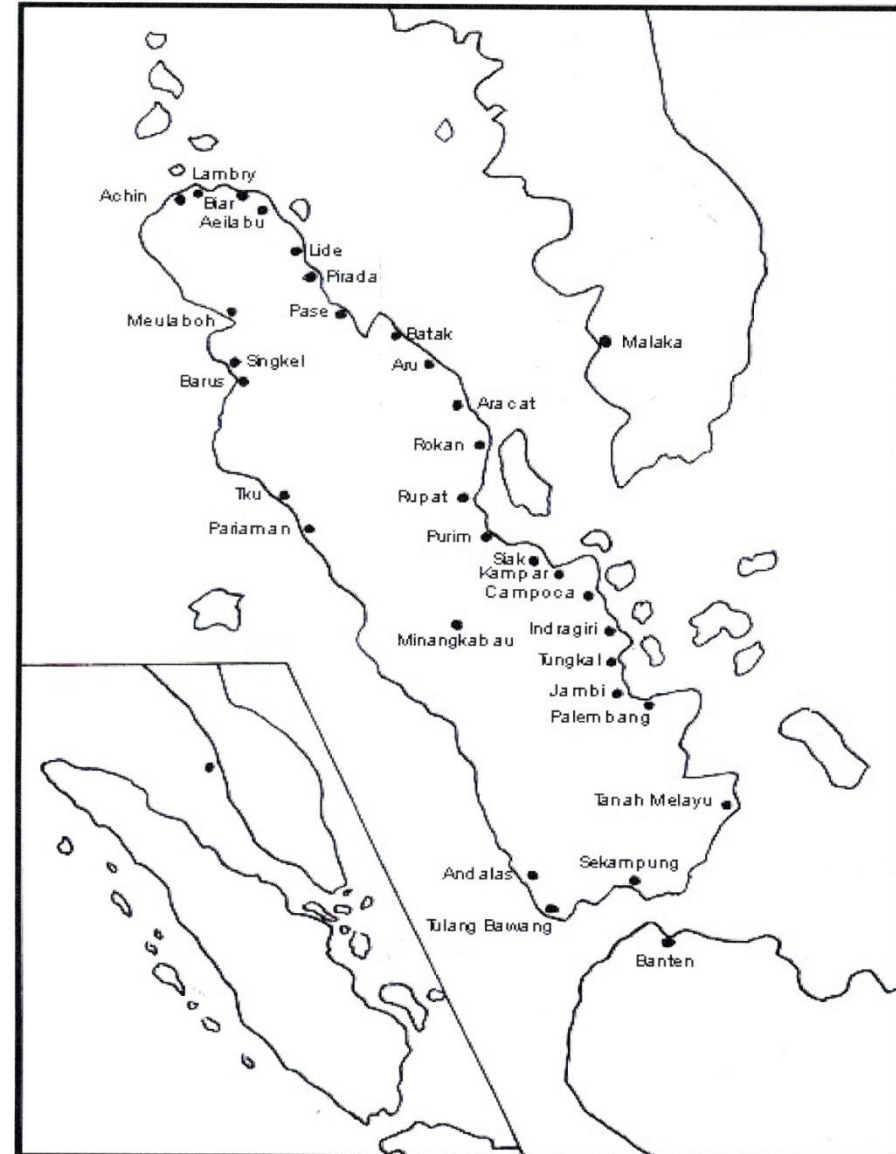 Lambry
Achin
Biar
Aeilabu
Lide
Pirada
Meulaboh
Pase
Batak
Malaka
Singkel
Aru
Barus
Aracat
Rokan
Tku
Rupat
Pariaman
Purim
Siak
Kampar
Campoca
Minangkabau
Indragiri
Tungkal
Jambi
Palembang
Tanah Melayu
Andalas
Sekampung
Tulang Bawang
Banten